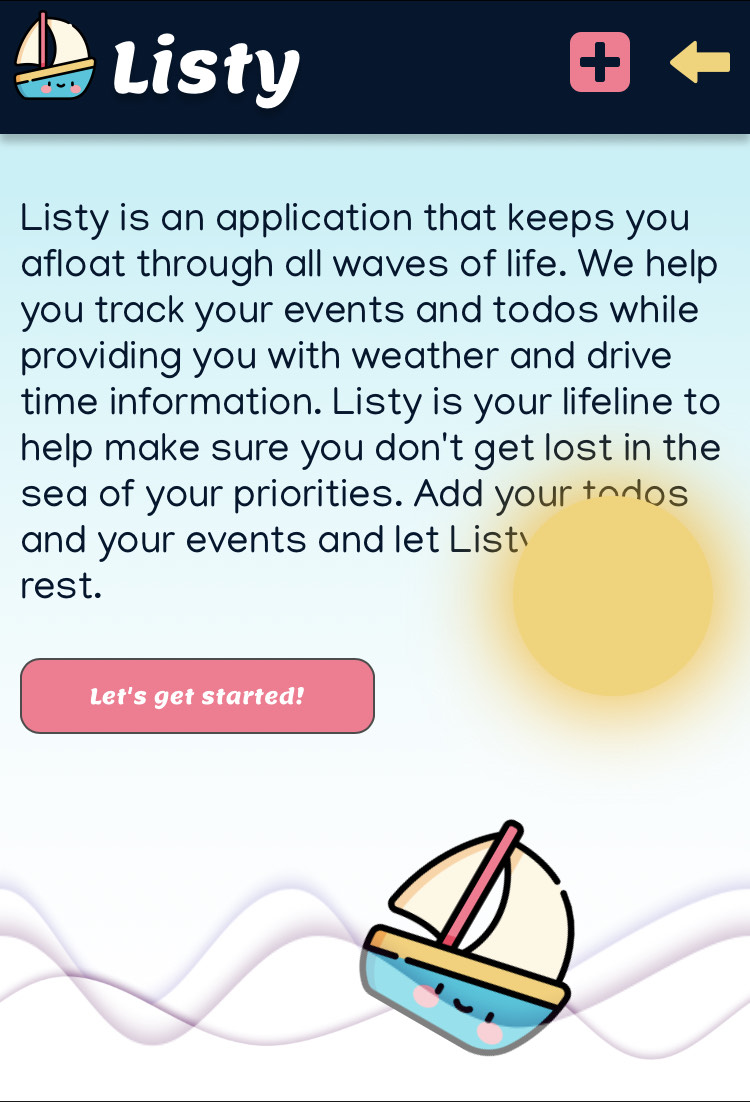 Listy
Listy is an application that keeps you
afloat through all waves of life. We help
you track your events and todos while
providing you with weather and drive
time information. Listy is your lifeline to
help make sure you don't get lost in the
sea of your priorities. Add your todos
and your events and let Listy
rest.
Let's get started!